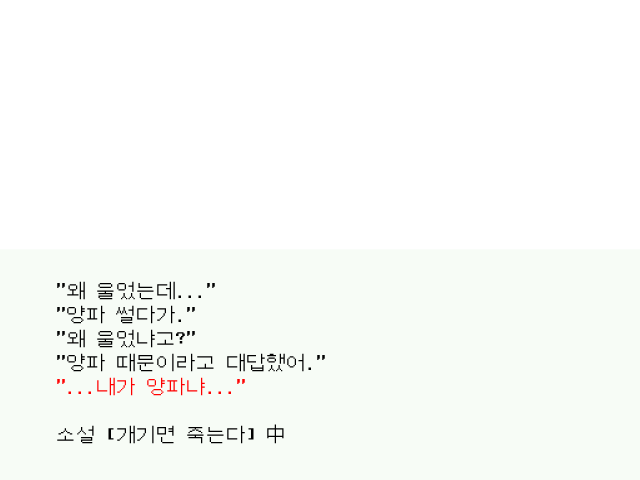 "왜 울었는데..."
"양파 썰다가."
"왜 울었냐고?"
"양파 때문이라고 대답했어."
"...내가 양파냐..."
소설 [개기면 죽는다] 中